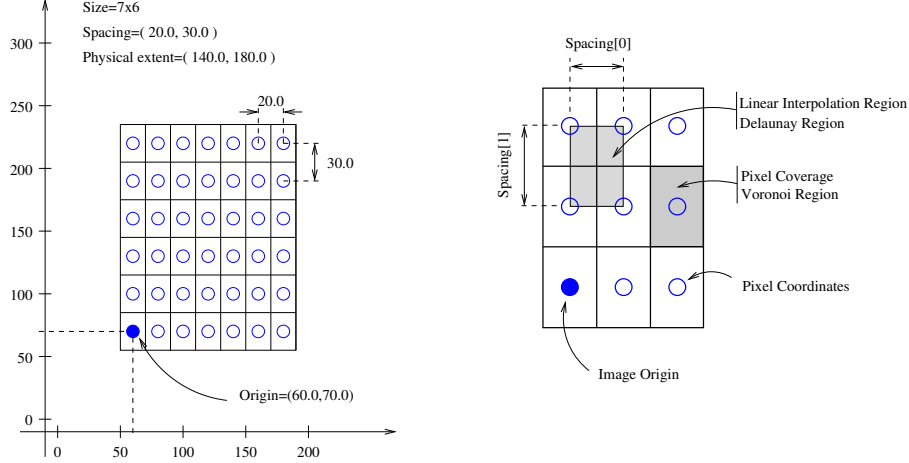 Size=7x6
Spacing=( 20.0, 30.0 )
Physical extent=( 140.0, 180.0 )
300
250
200
150
100
50
0
0
50
100
150
200
20.0
30.0
Origin=(60.0,70.0)
Spacing[0]
Spacing[1]
Linear Interpolation Region
Delaunay Region
Pixel Coverage
Voronoi Region
Pixel Coordinates
Image Origin